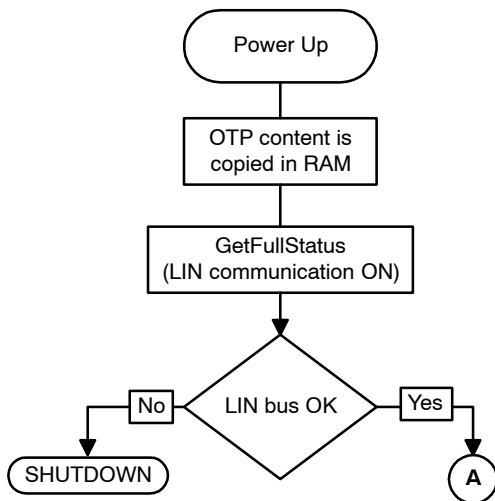 Power Up
OTP content is
copied in RAM
GetFullStatus
(LIN communication ON)
LIN bus OK
No
Yes
SHUTDOWN
A